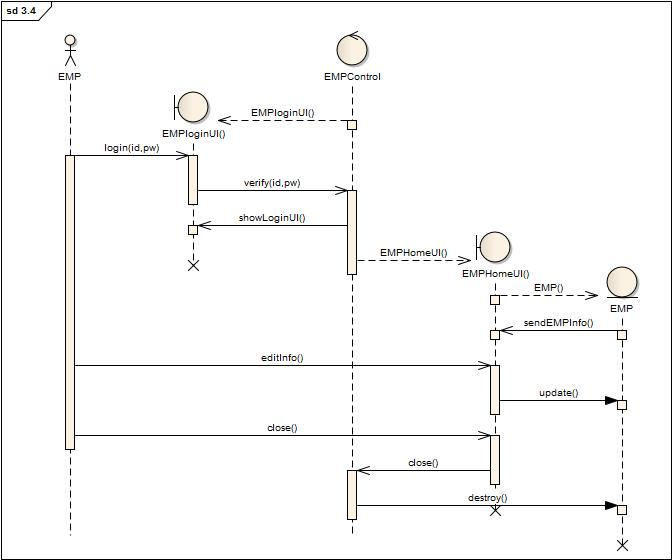 sd 3.4
EMP
EMPControl
EMPloginUI()
EMPloginUI()
login(id,pw)
verify(id,pw)
showLoginUI()
EMPHomeUI()
EMPHomeUI()
EMP()
EMP
sendEMPInfo()
editInfo()
update()
close()
close()
destroy()